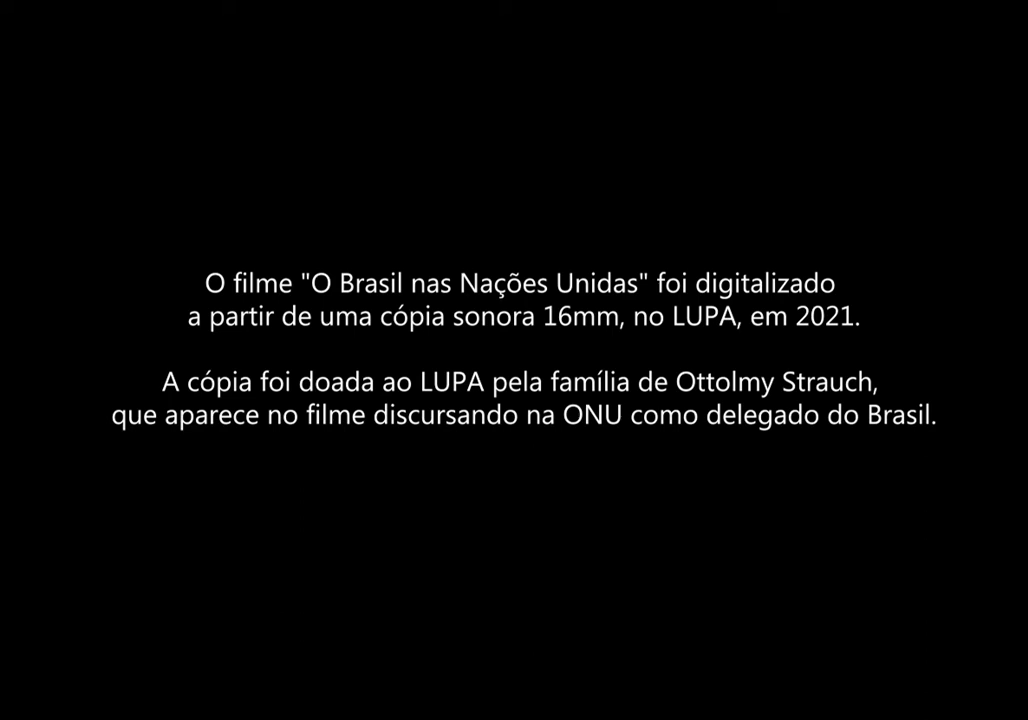 O filme "O Brasil nas Nações Unidas" foi digitalizado
a partir de uma cópia sonora 16mm, no LUPA, em 2021.
A cópia foi doada ao LUPA pela família de Ottolmy Strauch,
que aparece no filme discursando na ONU como delegado do Brasil.